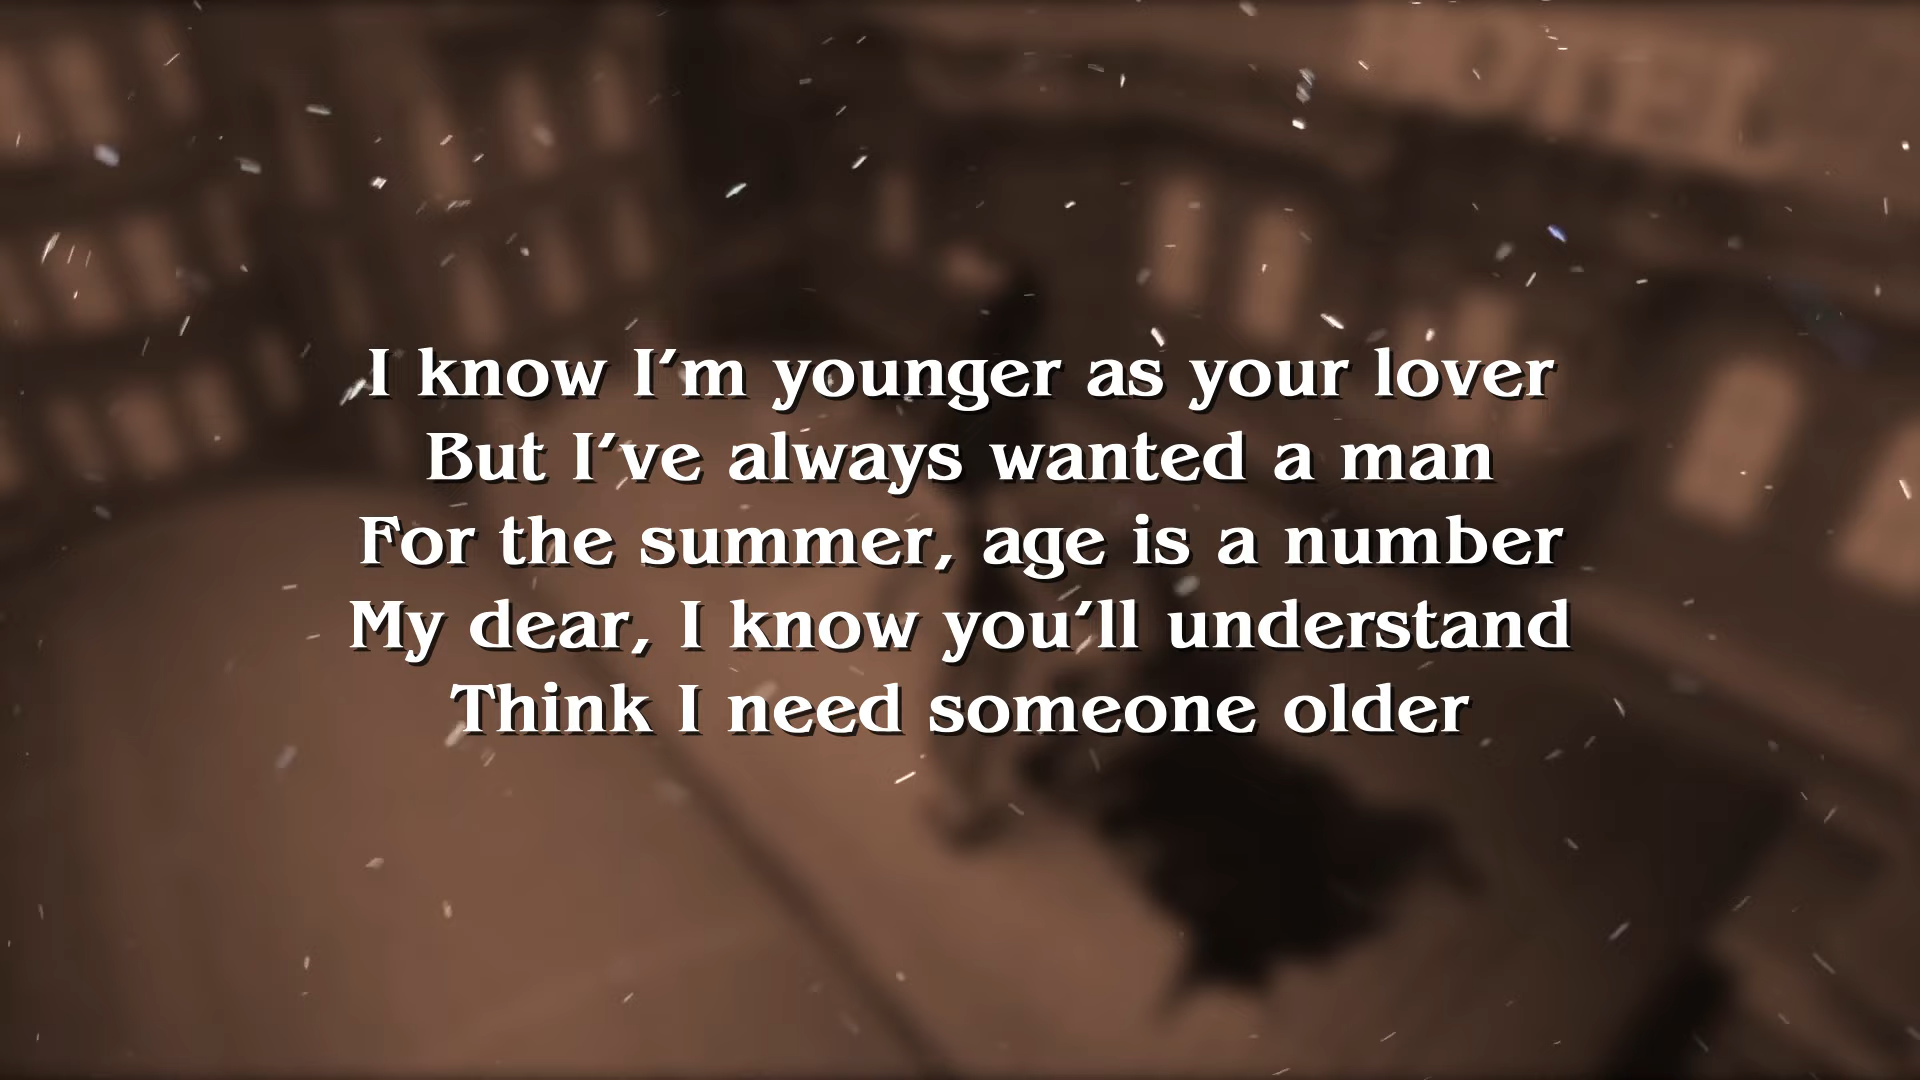 HOTEL
I know I’m younger as your lover
But I’ve always wanted a man
For the summer, age is a number
My dear, I know you’ll understand
Think I need someone older